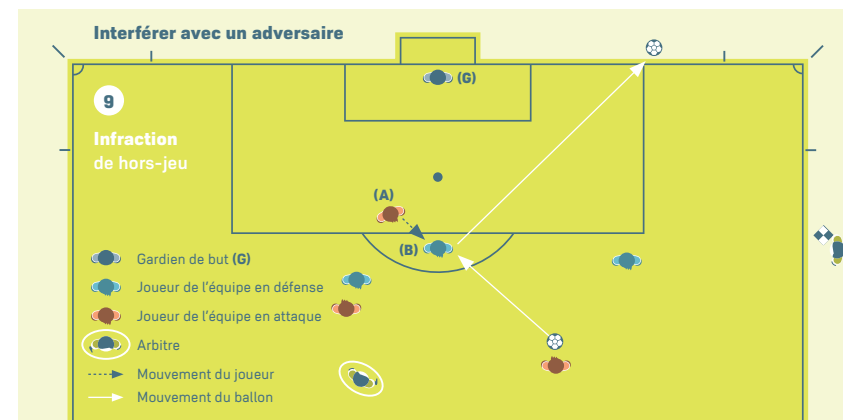 Interférer avec un adversaire
(G)
9
Infraction
de hors-jeu
(A)
(B)
Gardien de but (G)
Joueur de l'équipe en défense
Joueur de l'équipe en attaque
Arbitre
Mouvement du joueur
Mouvement du ballon